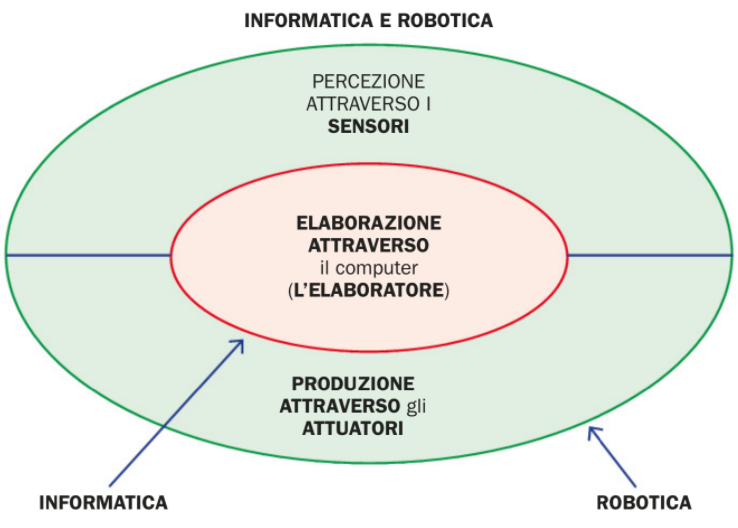 INFORMATICA E ROBOTICA
PERCEZIONE
ATTRAVERSO I
SENSORI
ELABORAZIONE
ATTRAVERSO
il computer
(L'ELABORATORE)
PRODUZIONE
ATTRAVERSO gli
ATTUATORI
INFORMATICA
ROBOTICA